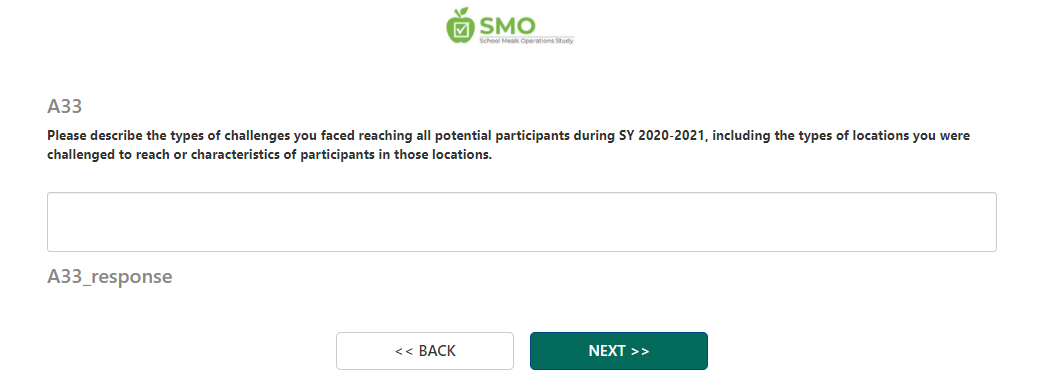 SMO
School Meals Operations Study
A33
Please describe the types of challenges you faced reaching all potential participants during SY 2020-2021, including the types of locations you were
challenged to reach or characteristics of participants in those locations.
A33_response
<< BACK
NEXT >>